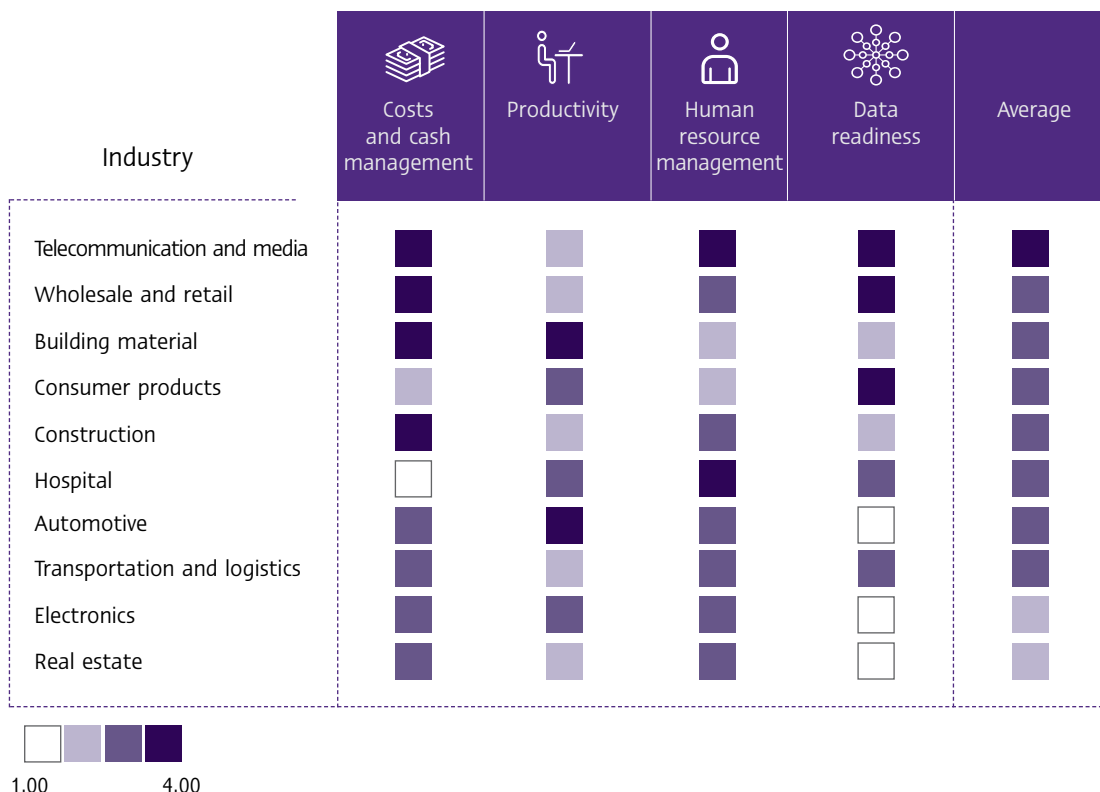 Industry
Costs
and cash
management
Productivity
Human
resource
management
Data
readiness
Average
Telecommunication and media
Wholesale and retail
Building material
Consumer products
Construction
Hospital
Automotive
Transportation and logistics
Electronics
Real estate
1.00 4.00